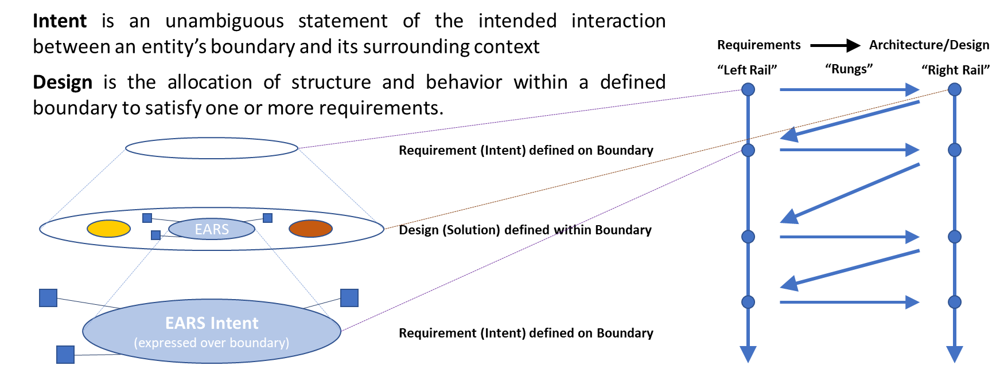 Intent is an unambiguous statement of the intended interaction
between an entity’s boundary and its surrounding context
Design is the allocation of structure and behavior within a defined
boundary to satisfy one or more requirements.
Requirements
Architecture/Design
“Left Rail”
“Rungs”
“Right Rail”
Requirement (Intent) defined on Boundary
EARS
Design (Solution) defined within Boundary
EARS Intent
(expressed over boundary)
Requirement (Intent) defined on Boundary